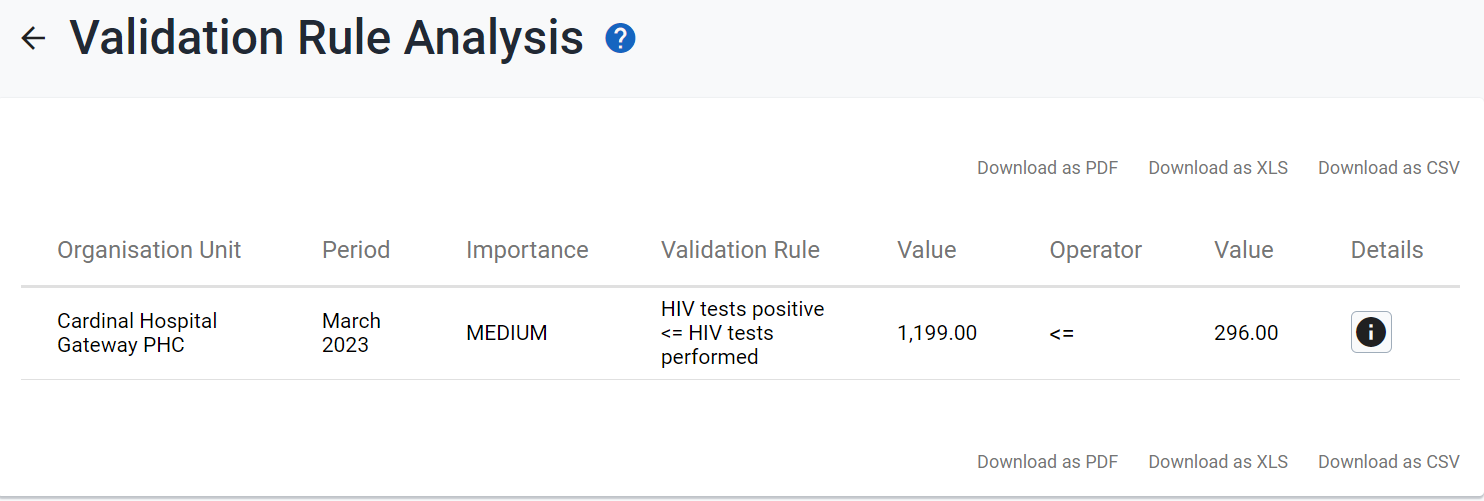 Validation Rule Analysis ?
Download as PDF Download as XLS Download as CSV
Organisation Unit Period Importance Validation Rule Value Operator Value Details
Cardinal Hospital
Gateway PHC
March
2023
MEDIUM
HIV tests positive
<= HIV tests
performed
1,199.00
<=
296.00
i
Download as PDF Download as XLS Download as CSV